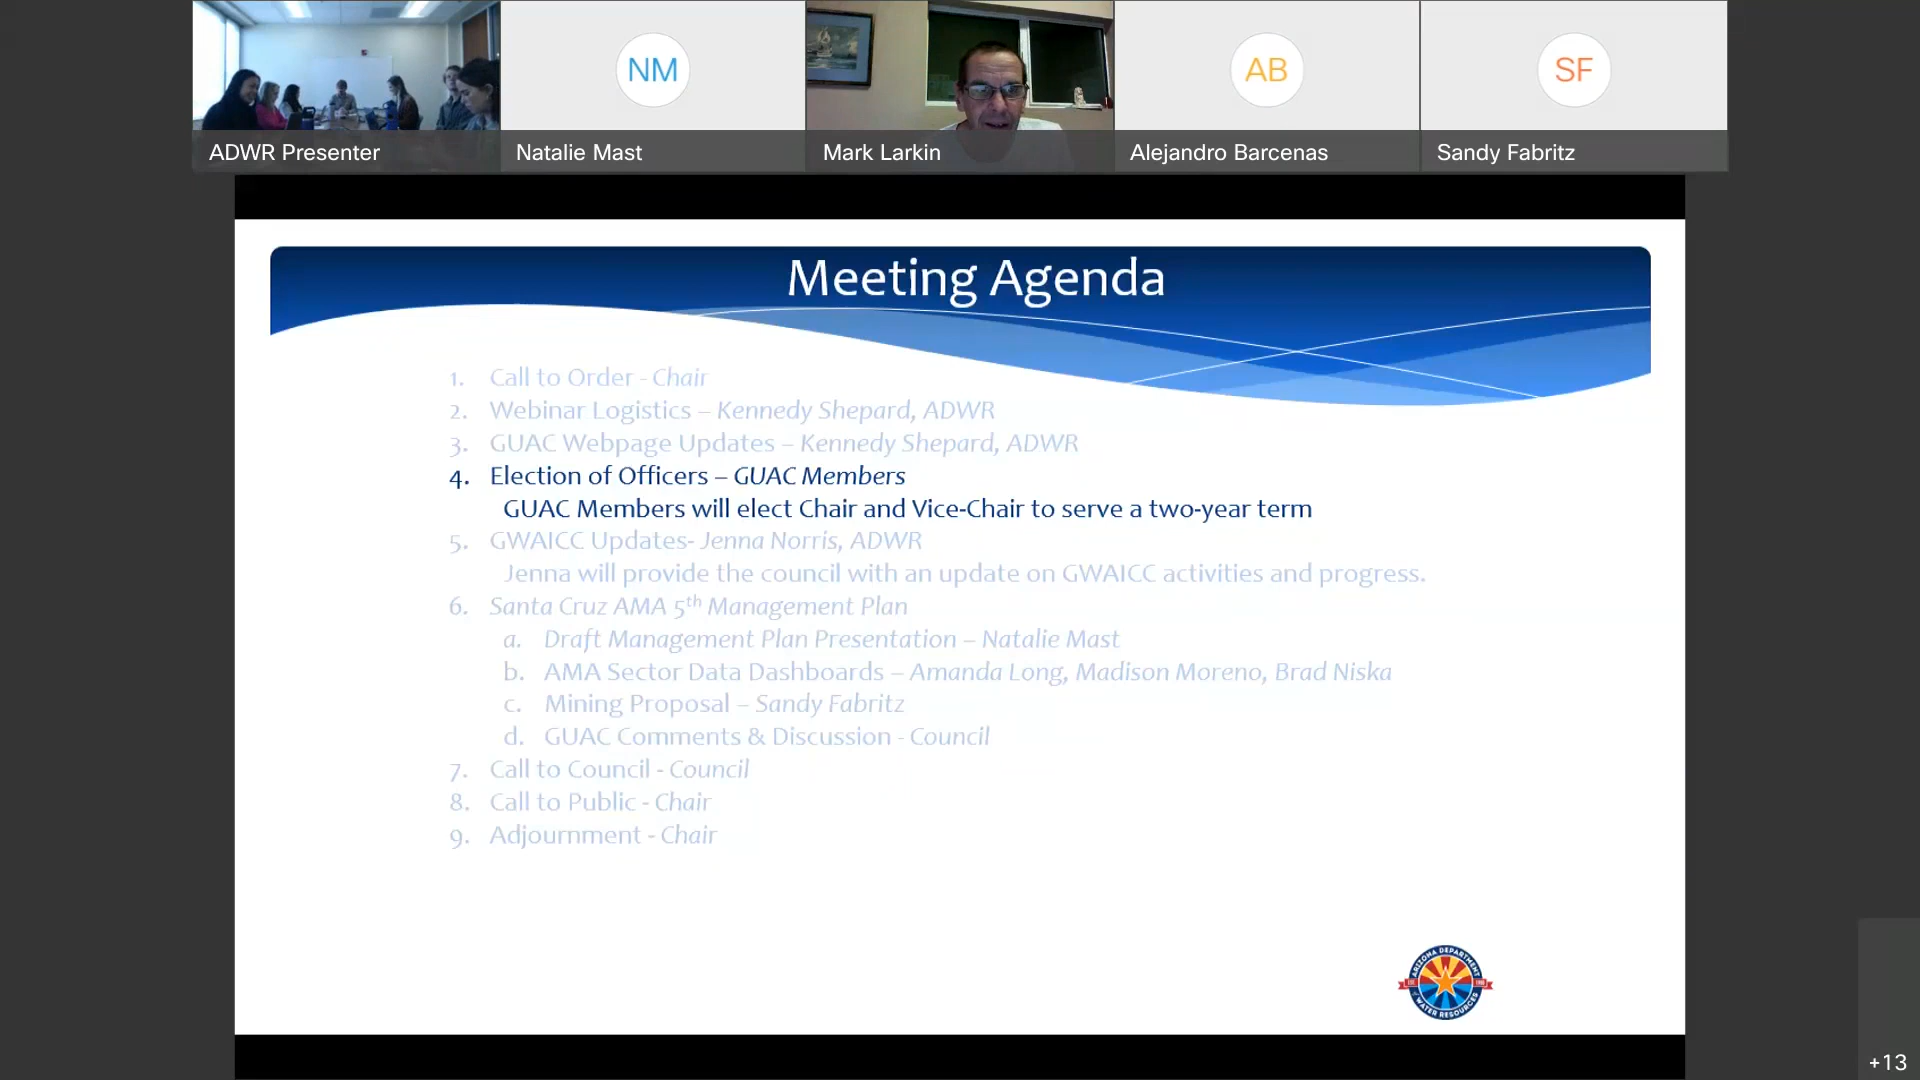 NM
AB
SF
ADWR Presenter
Natalie Mast
Mark Larkin
Alejandro Barcenas
Sandy Fabritz
Meeting Agenda
1. Call to Order - Chair
2. Webinar Logistics – Kennedy Shepard, ADWR
3. GUAC Webpage Updates – Kennedy Shepard, ADWR
4. Election of Officers – GUAC Members
GUAC Members will elect Chair and Vice-Chair to serve a two-year term
5. GWAICC Updates- Jenna Norris, ADWR
Jenna will provide the council with an update on GWAICC activities and progress.
6. Santa Cruz AMA 5th Management Plan
a. Draft Management Plan Presentation – Natalie Mast
b. AMA Sector Data Dashboards – Amanda Long, Madison Moreno, Brad Niska
c. Mining Proposal – Sandy Fabritz
d. GUAC Comments & Discussion - Council
7. Call to Council - Council
8. Call to Public - Chair
9. Adjournment - Chair
ARIZONA DEPARTMENT
WATER RESOURCES
+13